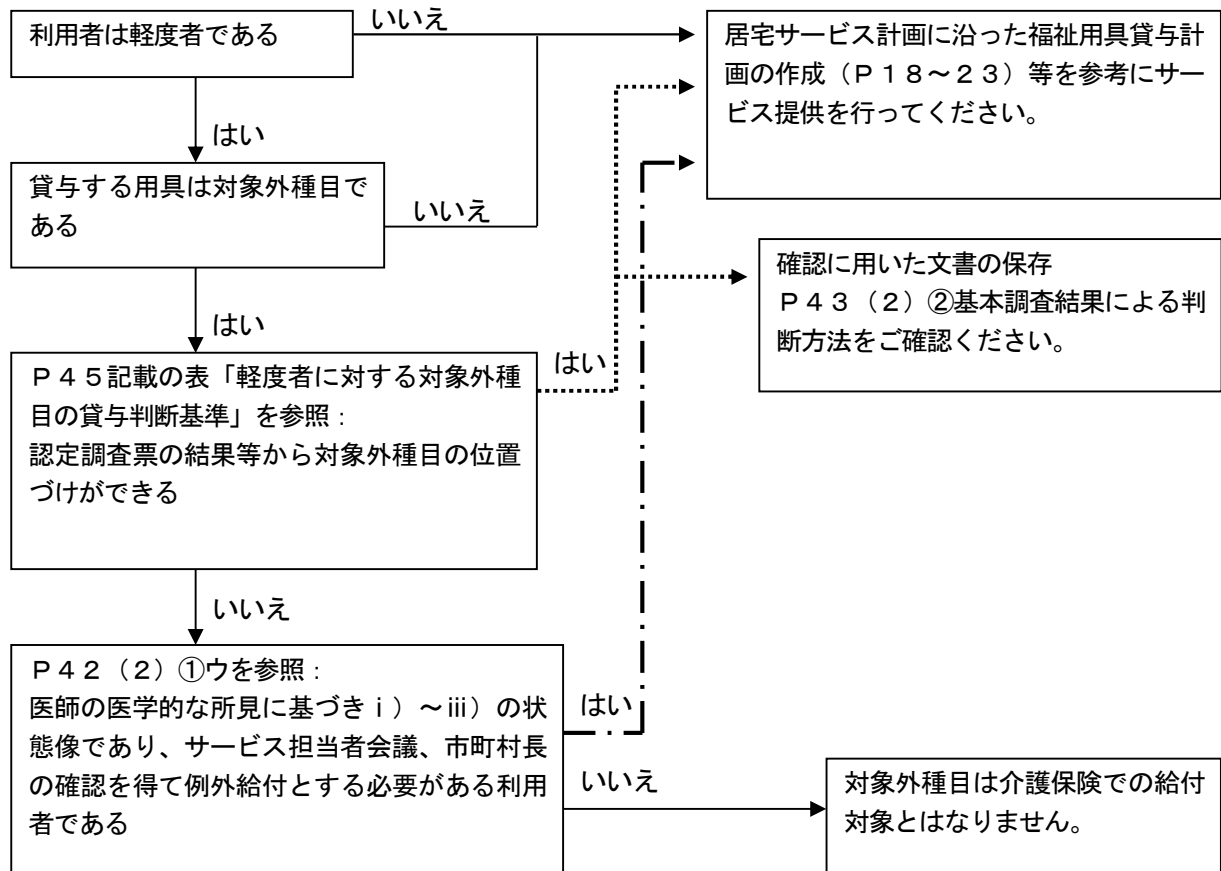 利用者は軽度者である
いいえ
居宅サービス計画に沿った福祉用具貸与計
画の作成（Ｐ１８～２３）等を参考にサー
ビス提供を行ってください。
はい
貸与する用具は対象外種目で
ある
いいえ
確認に用いた文書の保存
Ｐ４３（２）②基本調査結果による判
断方法をご確認ください。
はい
Ｐ４５記載の表「軽度者に対する対象外種
目の貸与判断基準」を参照：
認定調査票の結果等から対象外種目の位置
づけができる
はい
いいえ
Ｐ４２（２）①ウを参照：
医師の医学的な所見に基づきⅰ）～ⅲ）の状
態像であり、サービス担当者会議、市町村長
の確認を得て例外給付とする必要がある利用
者である
はい
いいえ
対象外種目は介護保険での給付
対象とはなりません。